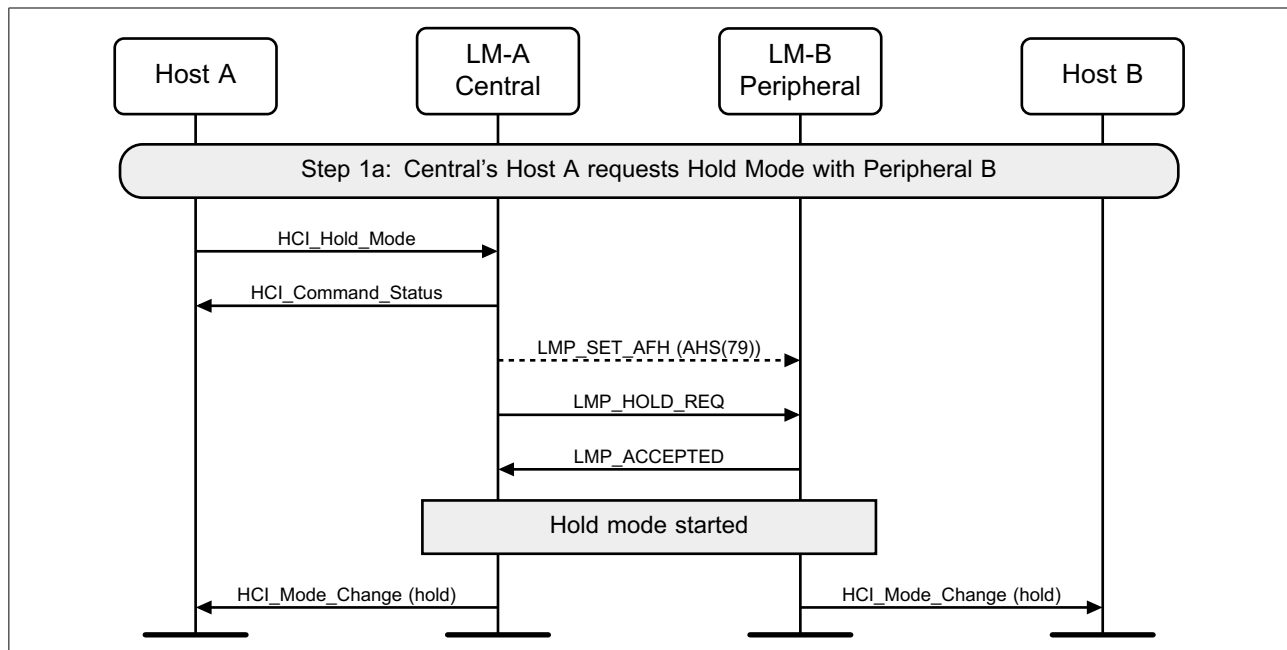 Host A
LM-A
Central
LM-B
Peripheral
Host B
Step 1a: Central's Host A requests Hold Mode with Peripheral B
HCI_Hold_Mode
HCI_Command_Status
LMP_SET_AFH (AHS(79))
LMP_HOLD_REQ
LMP_ACCEPTED
Hold mode started
HCI_Mode_Change (hold)
HCI_Mode_Change (hold)